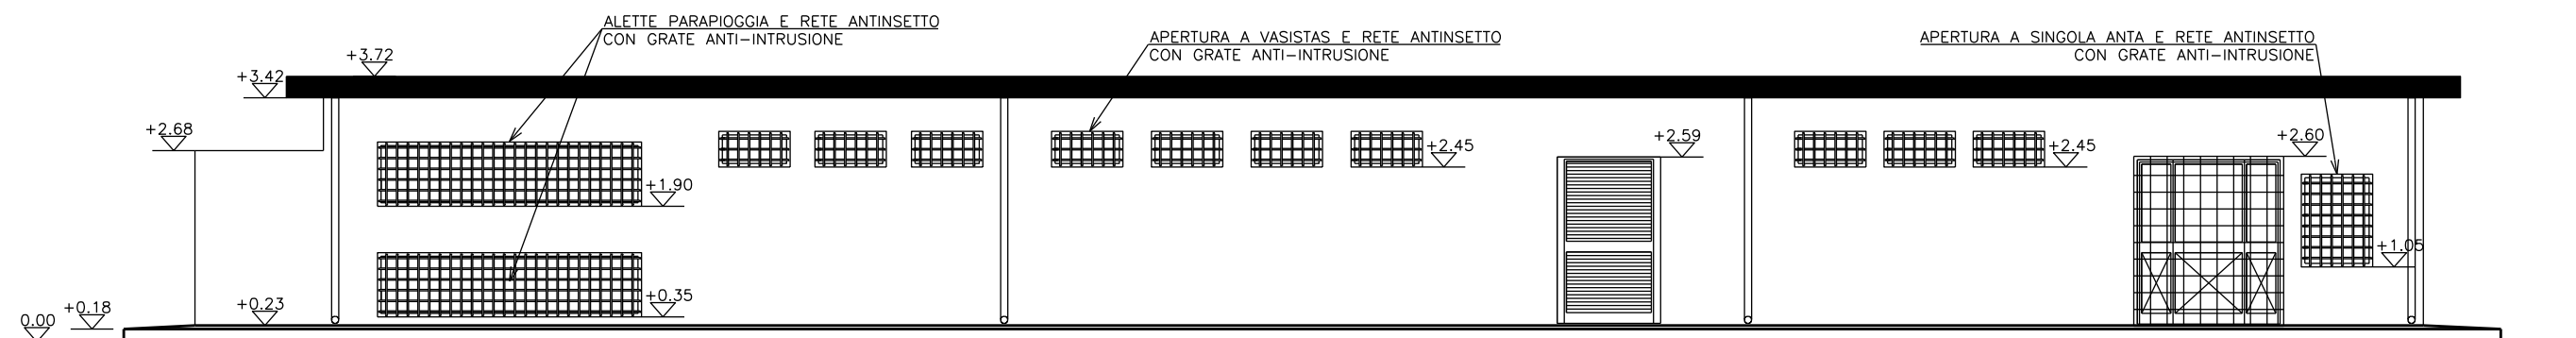 ALETTE PARAPIOGGIA E RETE ANTINSETTO
CON GRATE ANTI-INTRUSIONE
APERTURA A VASISTAS E RETE ANTINSETTO
CON GRATE ANTI-INTRUSIONE
APERTURA A SINGOLA ANTA E RETE ANTINSETTO
CON GRATE ANTI-INTRUSIONE
+3.72
+3.42
+2.68
+2.59
+2.60
+2.45
+2.45
+1.90
+1.05
+0.35
+0.23
+0.18
0.00